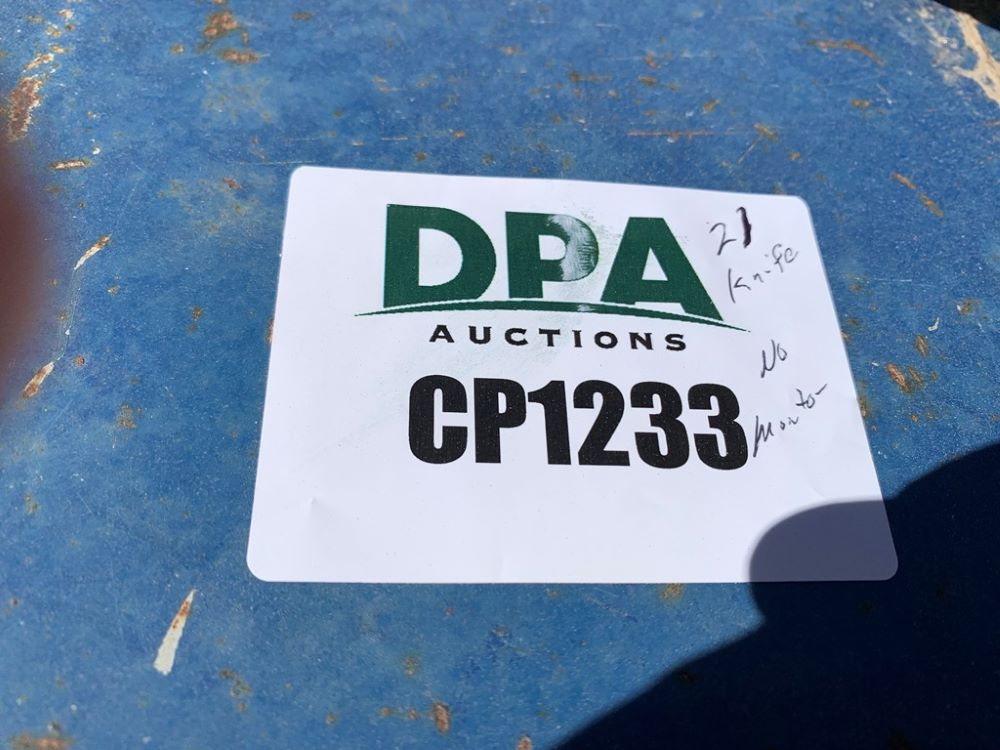 DPA
AUCTIONS
CP1233
21
Knife
No
Monitor